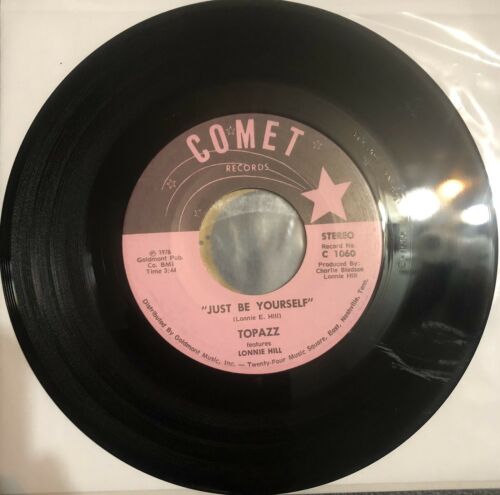 COMET
RECORDS
℗ 1978
Goldmont Pub.
Co. BMI
Time 3:44
STEREO
Record No.
C 1060
Produced By:
Charlie Bledsoe
Lonnie Hill
"JUST BE YOURSELF"
(Lonnie E. Hill)
TOPAZZ
features
LONNIE HILL
Distributed By Goldmont Music, Inc. — Twenty-Four Music Square, East, Nashville, Tenn.